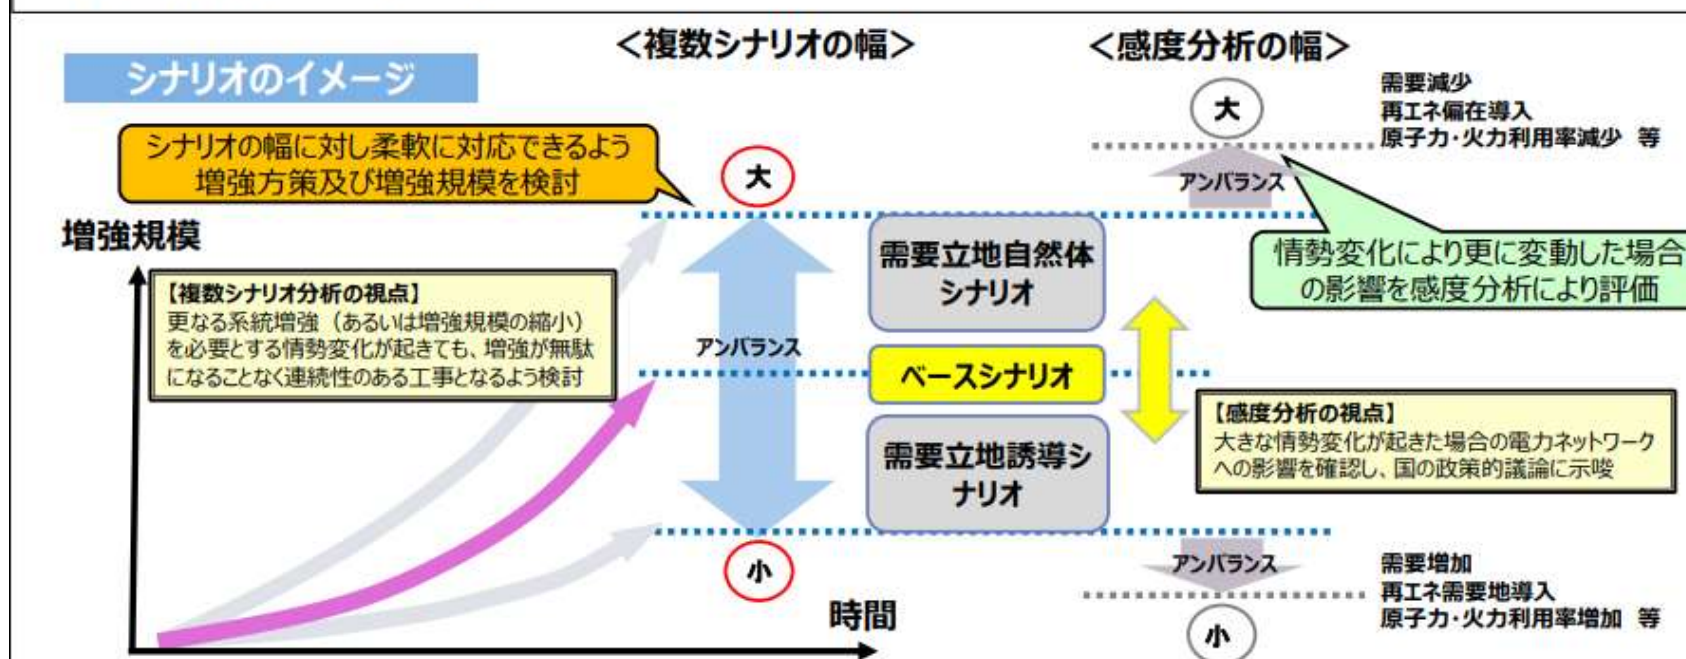 シナリオのイメージ
＜複数シナリオの幅＞
＜感度分析の幅＞
シナリオの幅に対し柔軟に対応できるよう
増強方策及び増強規模を検討
増強規模
【複数シナリオ分析の視点】
更なる系統増強（あるいは増強規模の縮小）
を必要とする情勢変化が起きても、増強が無駄
になることなく連続性のある工事となるよう検討
時間
大
アンバランス
小
需要立地自然体
シナリオ
ベースシナリオ
需要立地誘導シ
ナリオ
大
アンバランス
需要減少
再エネ偏在導入
原子力・火力利用率減少 等
情勢変化により更に変動した場合
の影響を感度分析により評価
【感度分析の視点】
大きな情勢変化が起きた場合の電力ネットワーク
への影響を確認し、国の政策的議論に示唆
アンバランス
小
需要増加
再エネ需要地導入
原子力・火力利用率増加 等